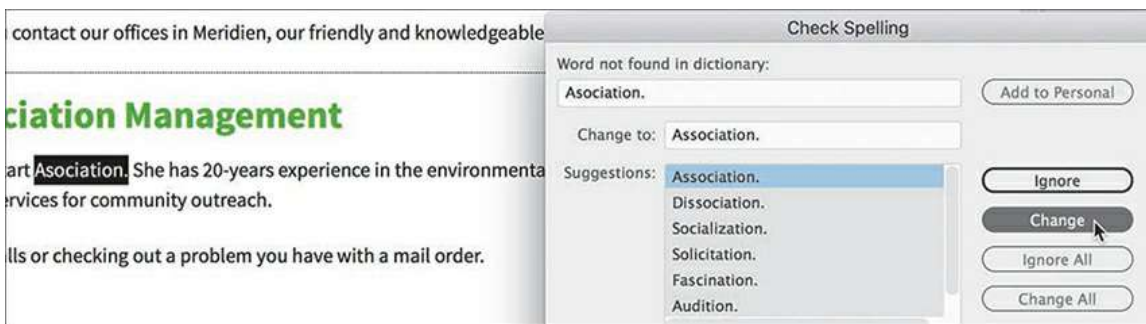 contact our offices in Meridien, our friendly and knowledgeable
ciation Management
art Asociation. She has 20-years experience in the environmenta
ervices for community outreach.
lls or checking out a problem you have with a mail order.
Check Spelling
Word not found in dictionary:
Asociation.
Add to Personal
Change to: Association.
Suggestions: Association.
Dissociation.
Socialization.
Solicitation.
Fascination.
Audition.
Ignore
Change
Ignore All
Change All